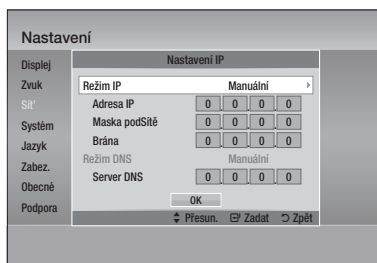 Nastavení
Displej
Zvuk
Síť
Systém
Jazyk
Zabez.
Obecné
Podpora
Nastavení IP
Režim IP Manuální
Adresa IP 0 . 0 . 0 . 0
Maska podSítě 0 . 0 . 0 . 0
Brána 0 . 0 . 0 . 0
Režim DNS Manuální
Server DNS 0 . 0 . 0 . 0
OK
Přesun. Zadat Zpět